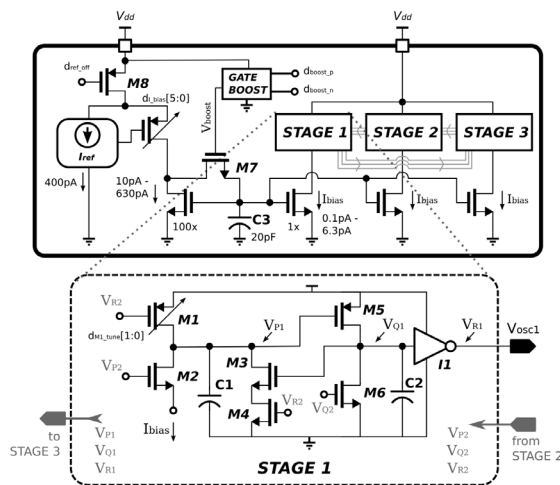 Vdd
Vdd
dref_off
M8
GATE
BOOST
dboost_p
dboost_n
dI_bias[5:0]
Iref
Vboost
STAGE 1
STAGE 2
STAGE 3
M7
400pA
10pA -
630pA
100x
C3
20pF
1x
Ibias
0.1pA -
6.3pA
Ibias
Ibias
VR2
M1
dM1_tune[1:0]
VP1
M5
VQ1
VR1
Vosc1
I1
VP2
M2
C1
M3
M4
VR2
VQ2
M6
C2
Ibias
to
STAGE 3
VP1
VQ1
VR1
STAGE 1
VP2
VQ2
VR2
from
STAGE 2